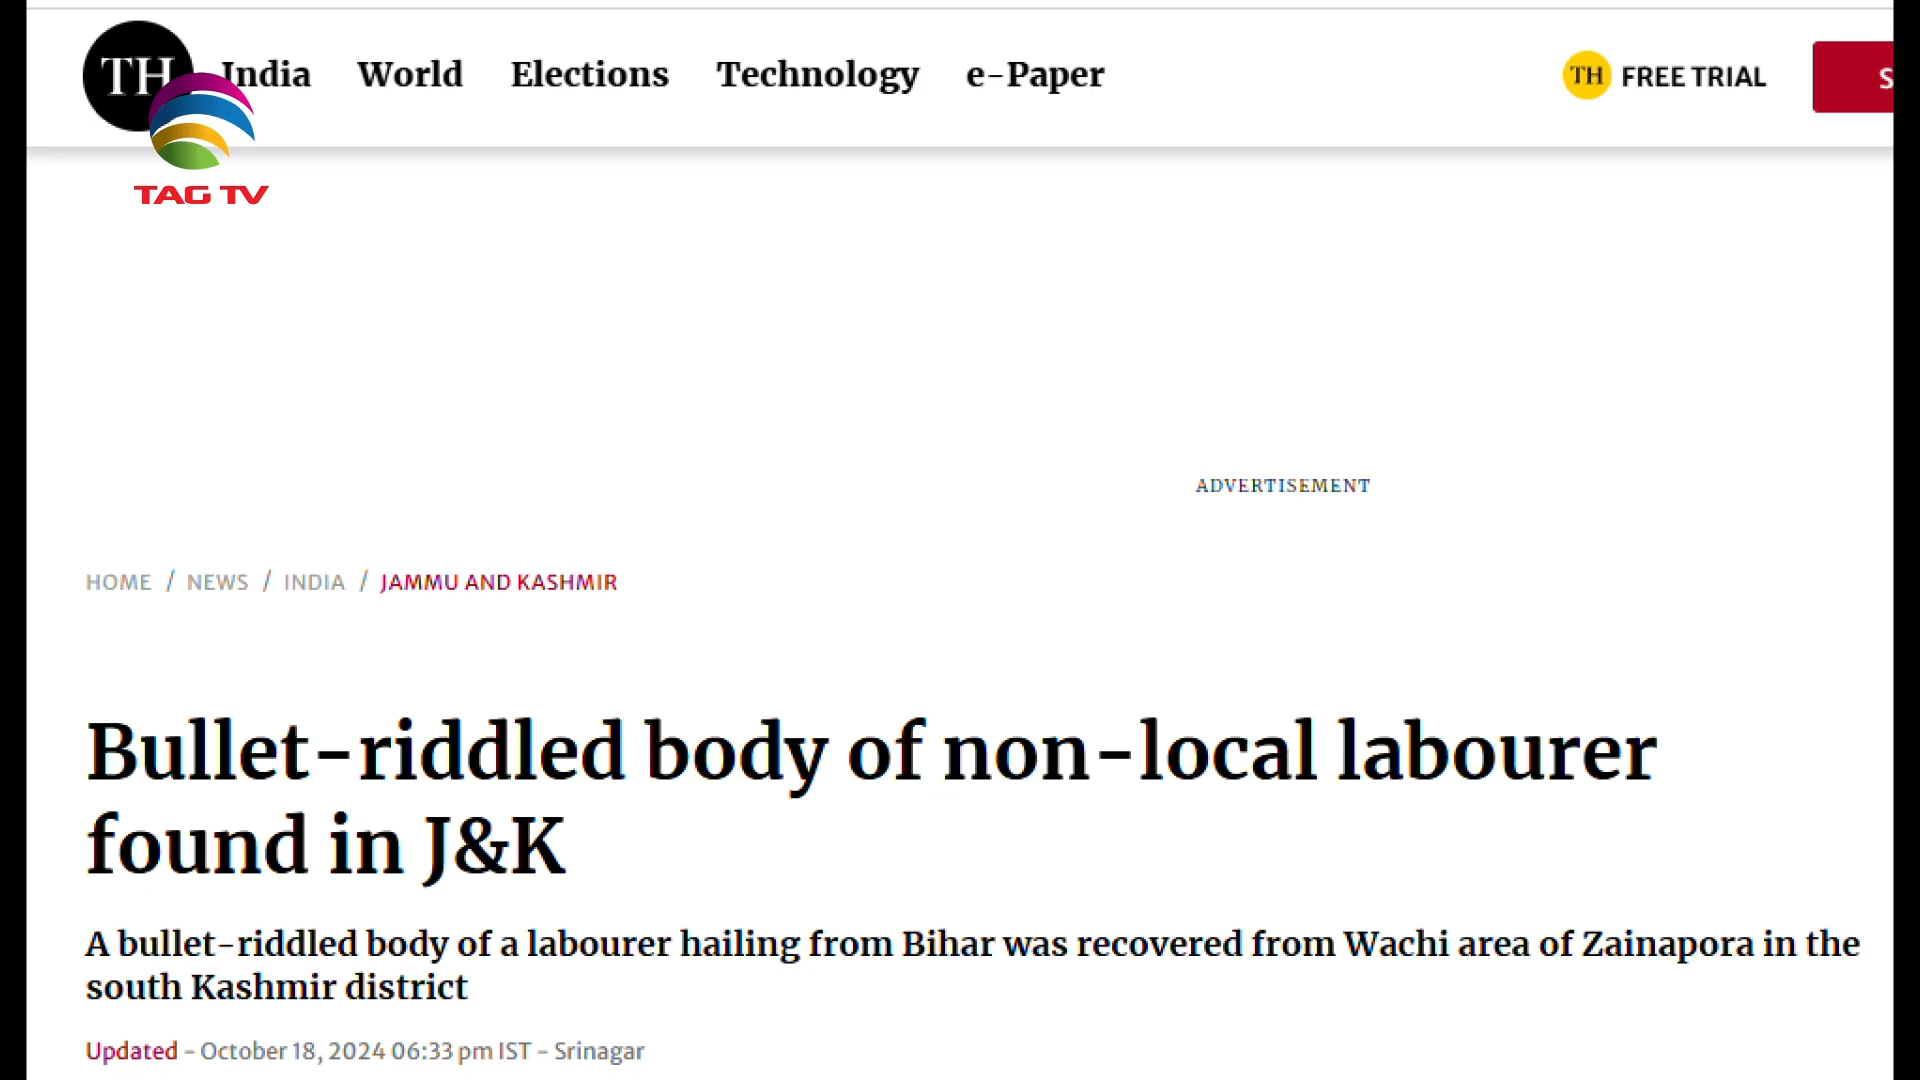 TH India World Elections Technology e-Paper TH FREE TRIAL S
TAG TV
ADVERTISEMENT
HOME / NEWS / INDIA / JAMMU AND KASHMIR
Bullet-riddled body of non-local labourer
found in J&K
A bullet-riddled body of a labourer hailing from Bihar was recovered from Wachi area of Zainapora in the
south Kashmir district
Updated - October 18, 2024 06:33 pm IST - Srinagar